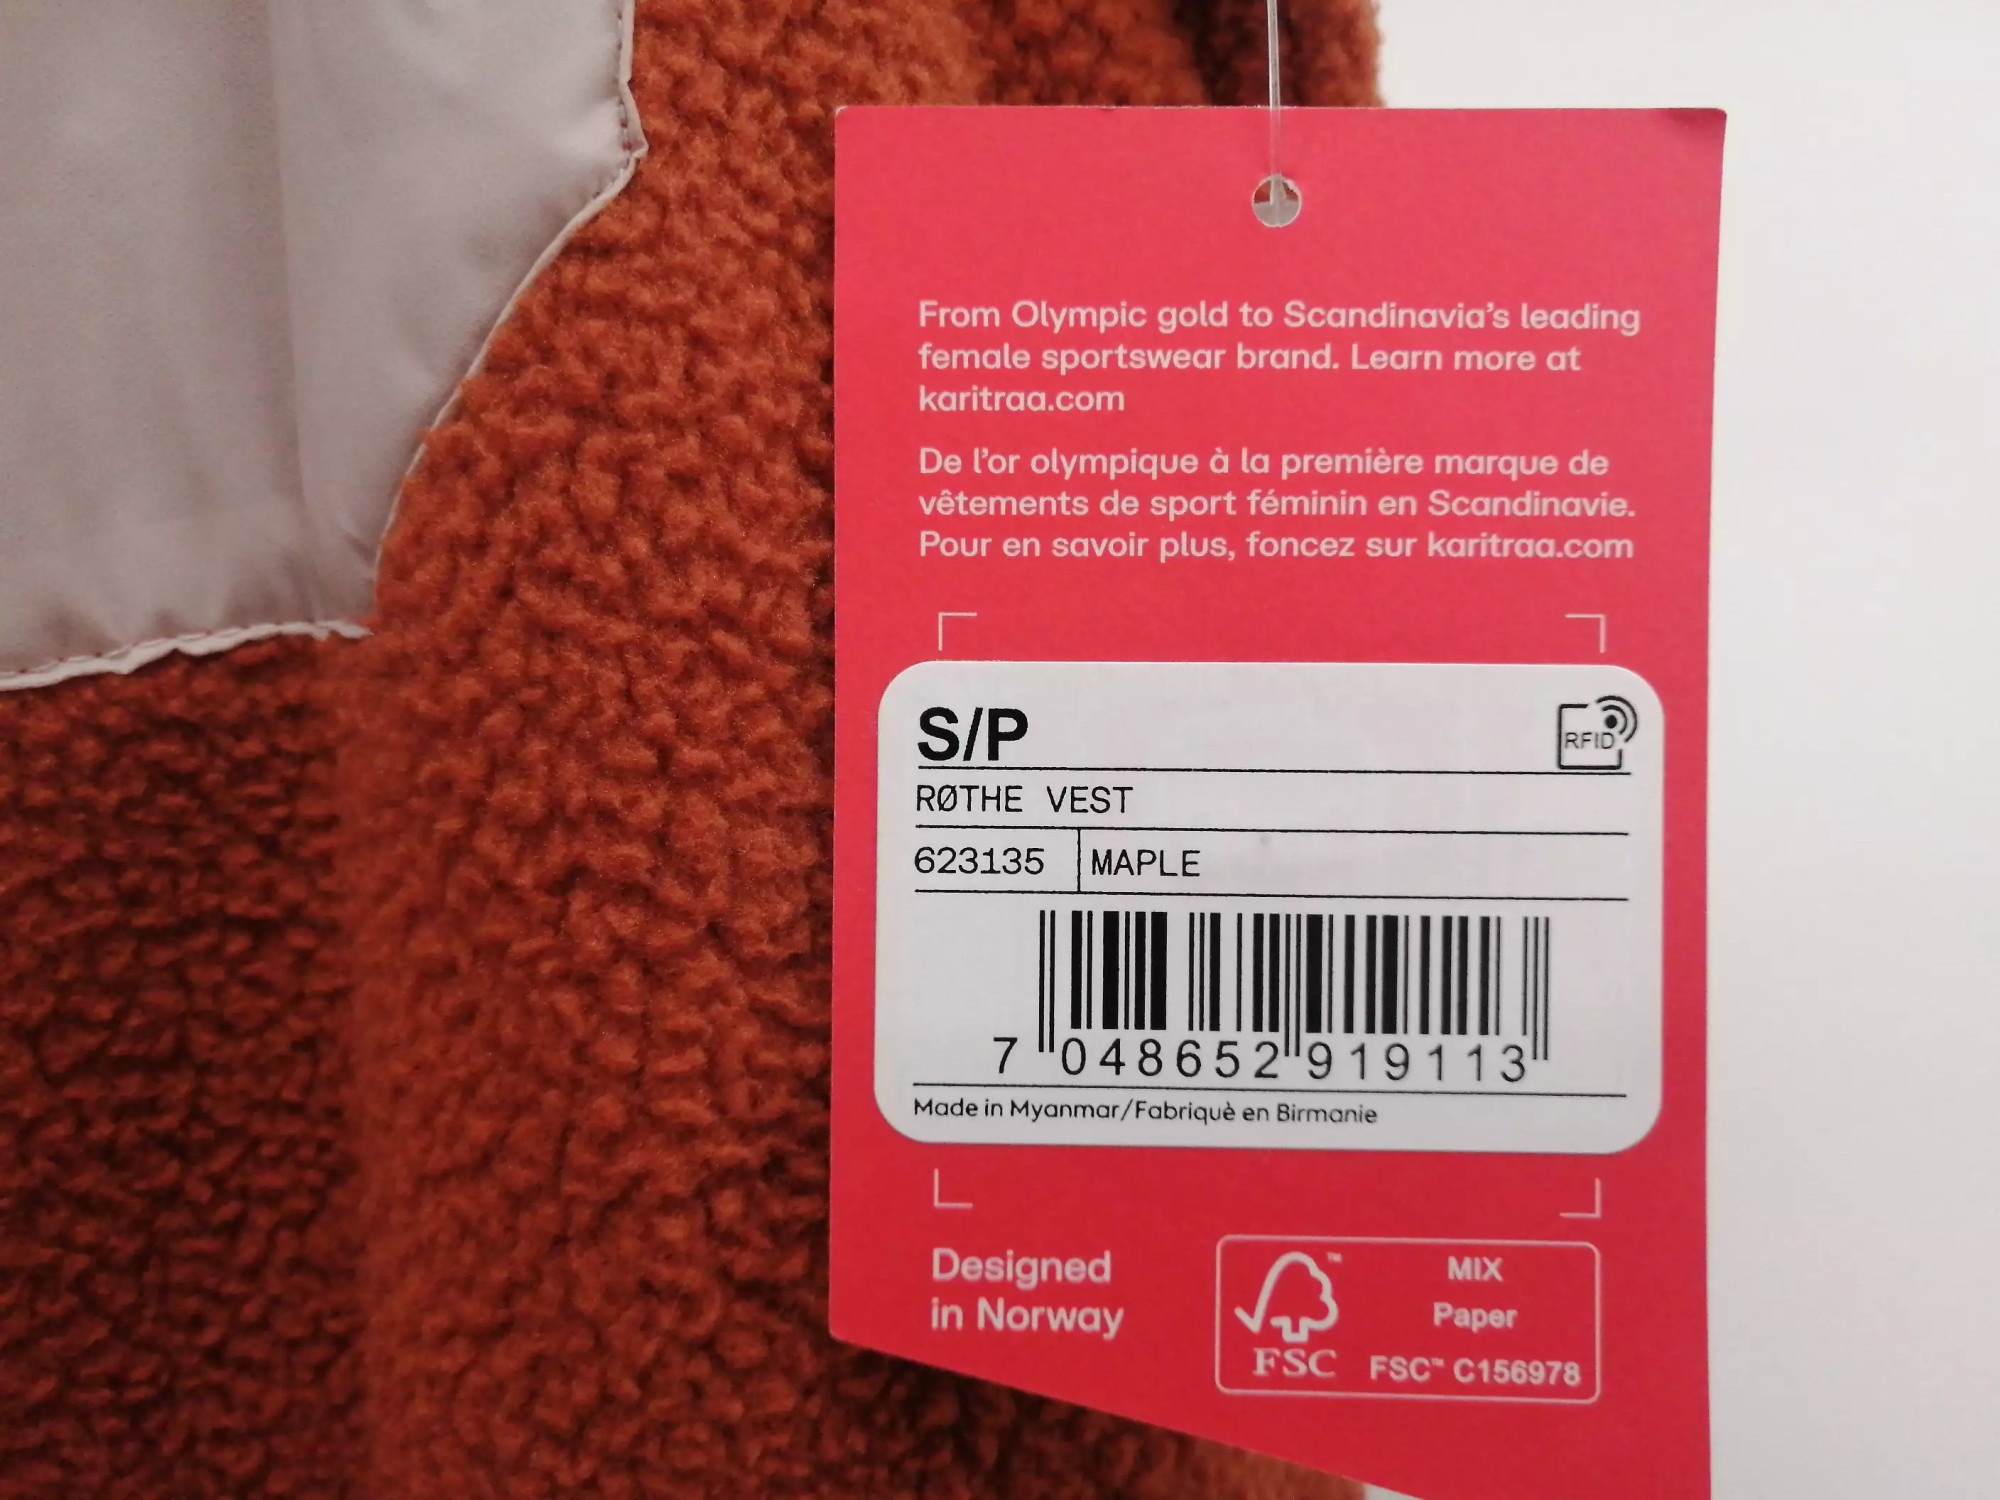 From Olympic gold to Scandinavia's leading
female sportswear brand. Learn more at
karitraa.com
De l'or olympique à la première marque de
vêtements de sport féminin en Scandinavie.
Pour en savoir plus, foncez sur karitraa.com
S/P
RFID
RØTHE VEST
623135 MAPLE
7 048652 919113
Made in Myanmar/Fabriquè en Birmanie
Designed
in Norway
FSC
MIX
Paper
FSC™ C156978